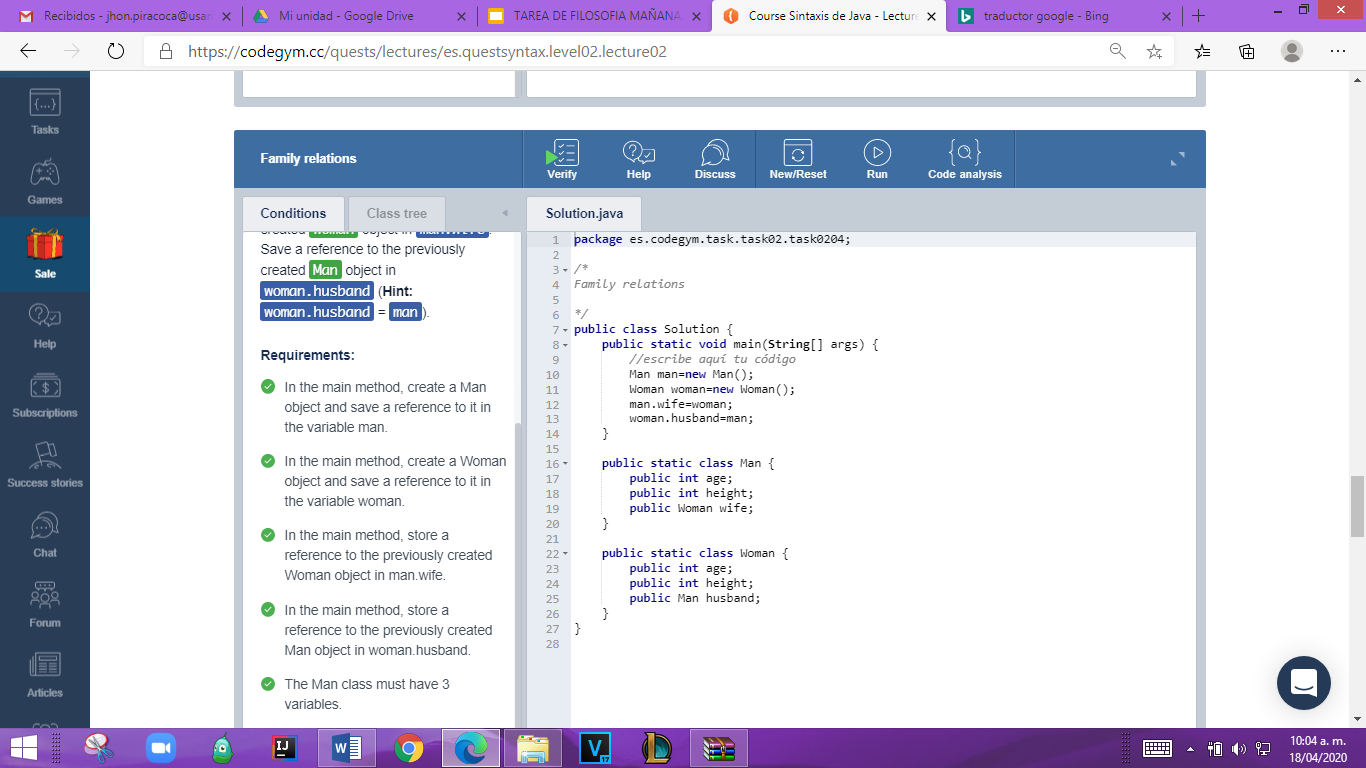 Recibidos - jhon.piracoca@usan
Mi unidad - Google Drive
TAREA DE FILOSOFIA MAÑANA
Course Sintaxis de Java - Lecture
traductor google - Bing
https://codegym.cc/quests/lectures/es.questsyntax.level02.lecture02
Tasks
Games
Sale
Help
Subscriptions
Success stories
Chat
Forum
Articles
Family relations
Verify
Help
Discuss
New/Reset
Run
Code analysis
Conditions
Class tree
Solution.java
Save a reference to the previously
created Man object in
woman.husband (Hint:
woman.husband = man).
Requirements:
In the main method, create a Man
object and save a reference to it in
the variable man.
In the main method, create a Woman
object and save a reference to it in
the variable woman.
In the main method, store a
reference to the previously created
Woman object in man.wife.
In the main method, store a
reference to the previously created
Man object in woman.husband.
The Man class must have 3
variables.
1 package es.codegym.task.task02.task0204;
2
3 /*
4 Family relations
5
6 */
7 public class Solution {
8 public static void main(String[] args) {
9 //escribe aquí tu código
10 Man man=new Man();
11 Woman woman=new Woman();
12 man.wife=woman;
13 woman.husband=man;
14 }
15
16 public static class Man {
17 public int age;
18 public int height;
19 public Woman wife;
20 }
21
22 public static class Woman {
23 public int age;
24 public int height;
25 public Man husband;
26 }
27 }
28
10:04 a. m.
18/04/2020